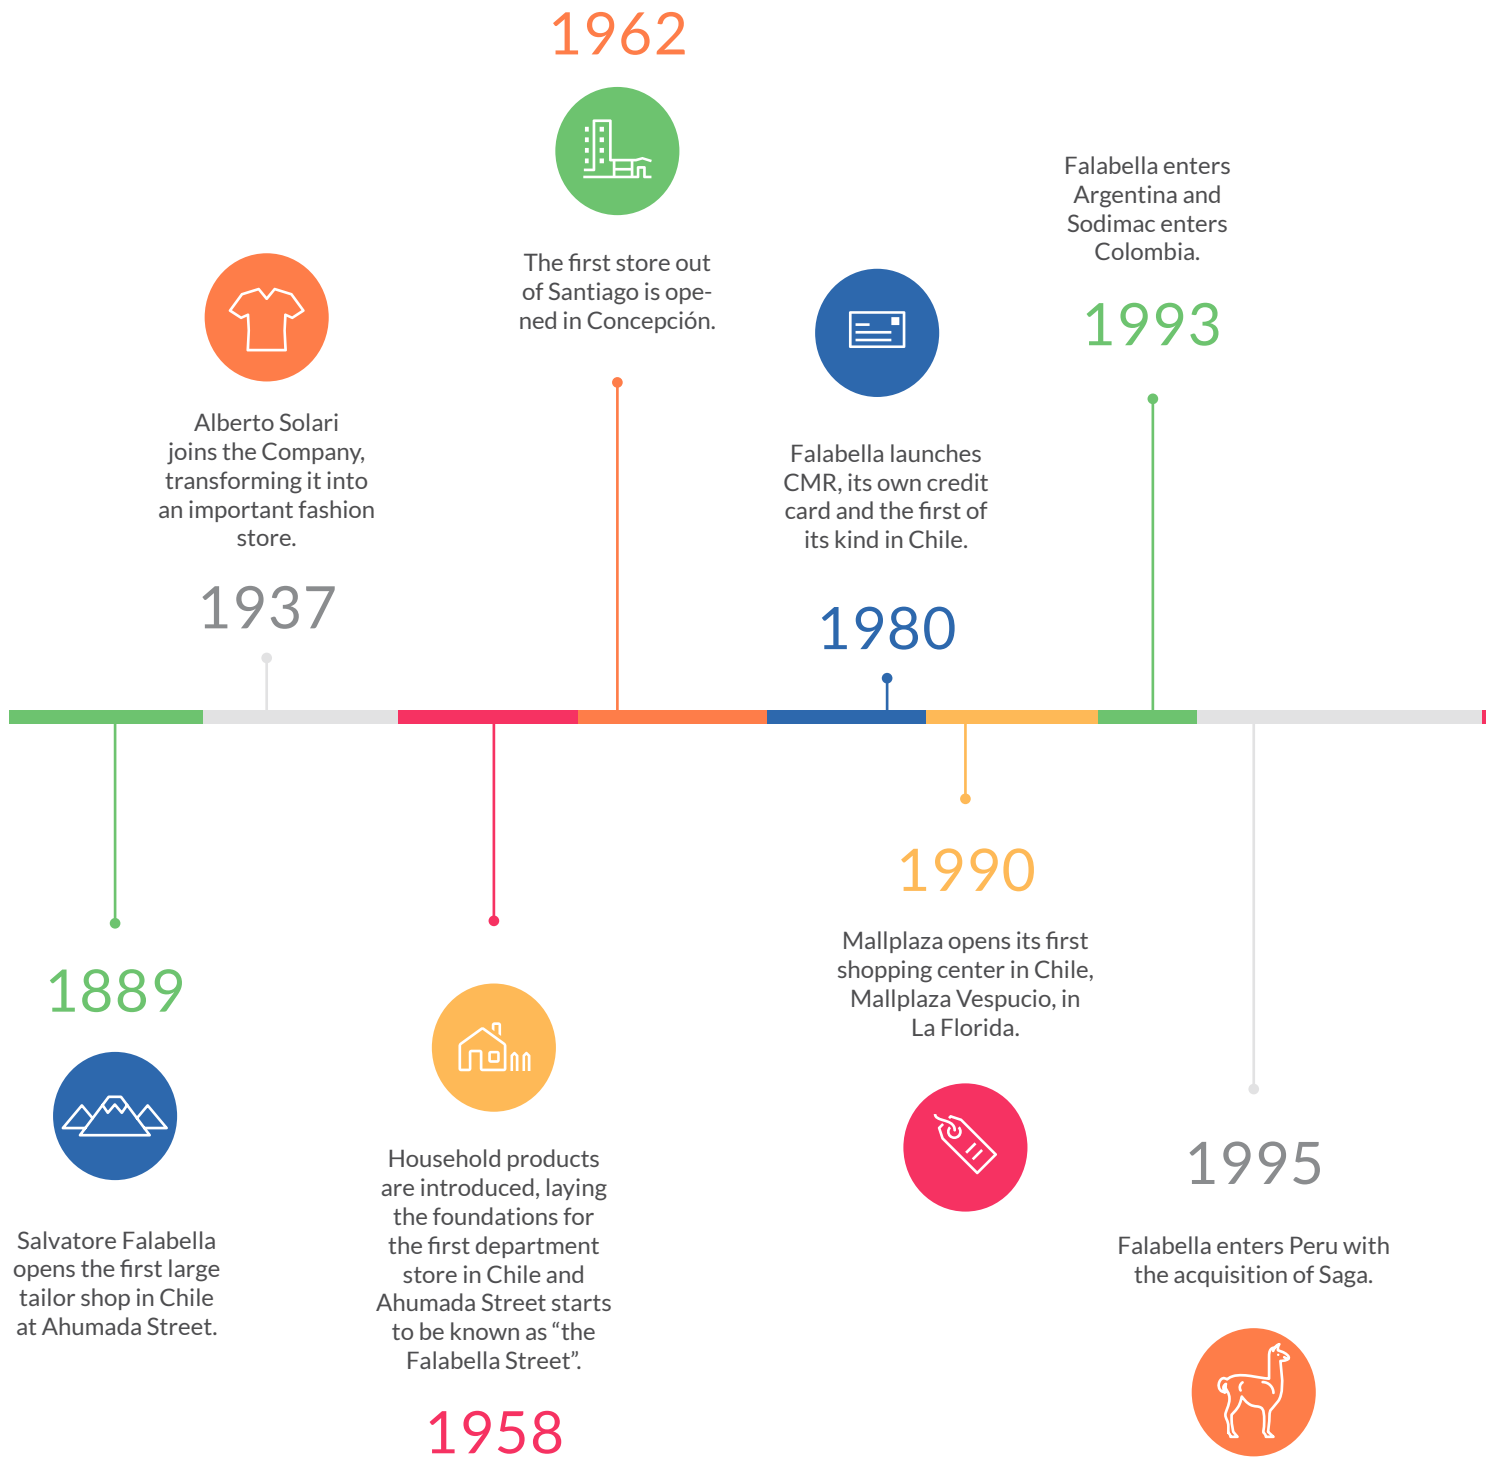 1889
Salvatore Falabella
opens the first large
tailor shop in Chile
at Ahumada Street.
Alberto Solari
joins the Company,
transforming it into
an important fashion
store.
1937
Household products
are introduced, laying
the foundations for
the first department
store in Chile and
Ahumada Street starts
to be known as “the
Falabella Street”.
1958
1962
The first store out
of Santiago is ope-
ned in Concepción.
Falabella launches
CMR, its own credit
card and the first of
its kind in Chile.
1980
1990
Mallplaza opens its first
shopping center in Chile,
Mallplaza Vespucio, in
La Florida.
Falabella enters
Argentina and
Sodimac enters
Colombia.
1993
1995
Falabella enters Peru with
the acquisition of Saga.